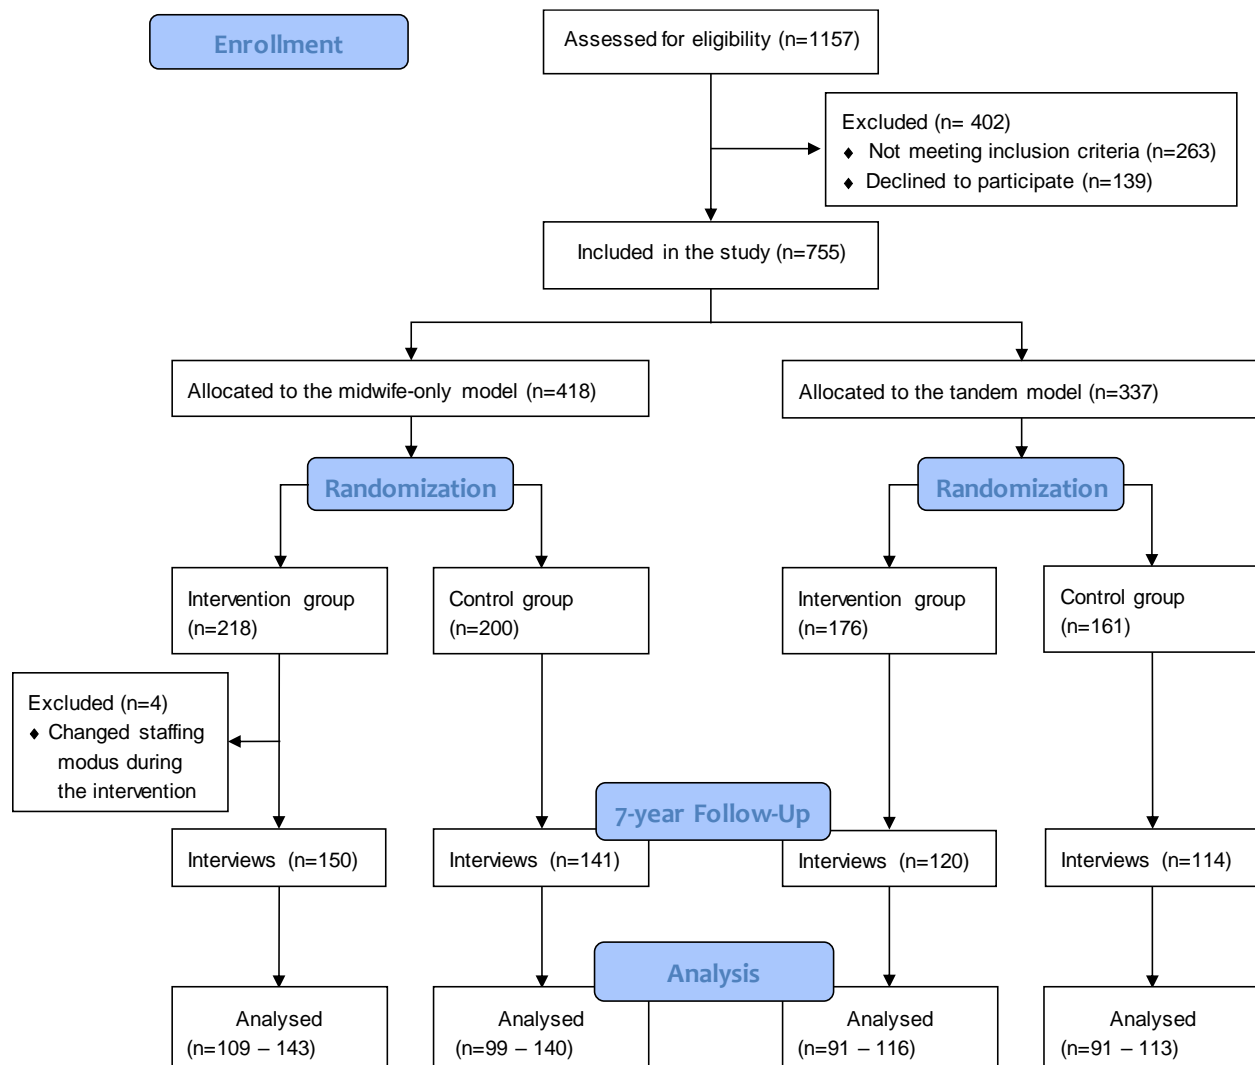 Enrollment
Assessed for eligibility (n=1157)
Excluded (n= 402)
♦ Not meeting inclusion criteria (n=263)
♦ Declined to participate (n=139)
Included in the study (n=755)
Allocated to the midwife-only model (n=418)
Allocated to the tandem model (n=337)
Randomization
Randomization
Intervention group
(n=218)
Control group
(n=200)
Intervention group
(n=176)
Control group
(n=161)
Excluded (n=4)
♦ Changed staffing
modus during
the intervention
7-year Follow-Up
Interviews (n=150)
Interviews (n=141)
Interviews (n=120)
Interviews (n=114)
Analysis
Analysed
(n=109 – 143)
Analysed
(n=99 – 140)
Analysed
(n=91 – 116)
Analysed
(n=91 – 113)